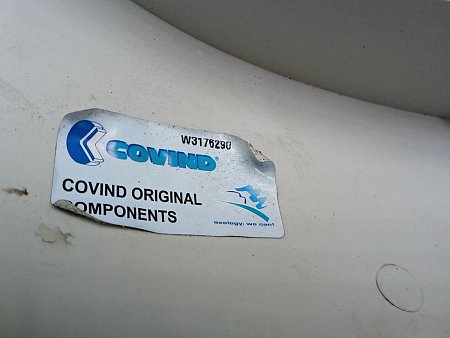 W3176290
COVIND®
COVIND ORIGINAL
COMPONENTS
ecology: we can!